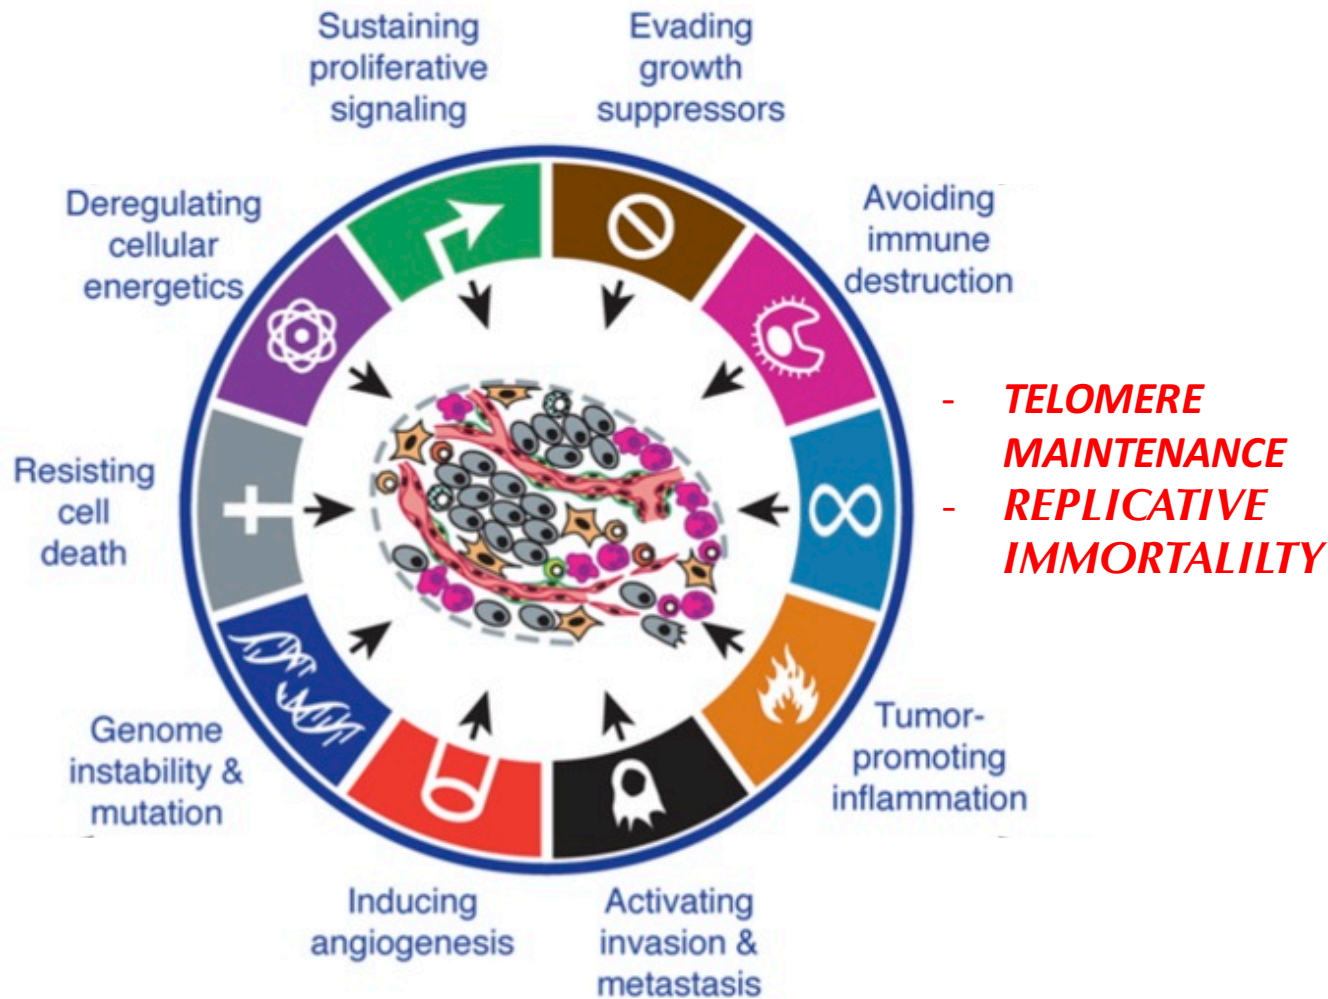 Sustaining
proliferative
signaling
Evading
growth
suppressors
Deregulating
cellular
energetics
Avoiding
immune
destruction
- TELOMERE
MAINTENANCE
- REPLICATIVE
IMMORTALILTY
Resisting
cell
death
Genome
instability &
mutation
Tumor-
promoting
inflammation
Inducing
angiogenesis
Activating
invasion &
metastasis